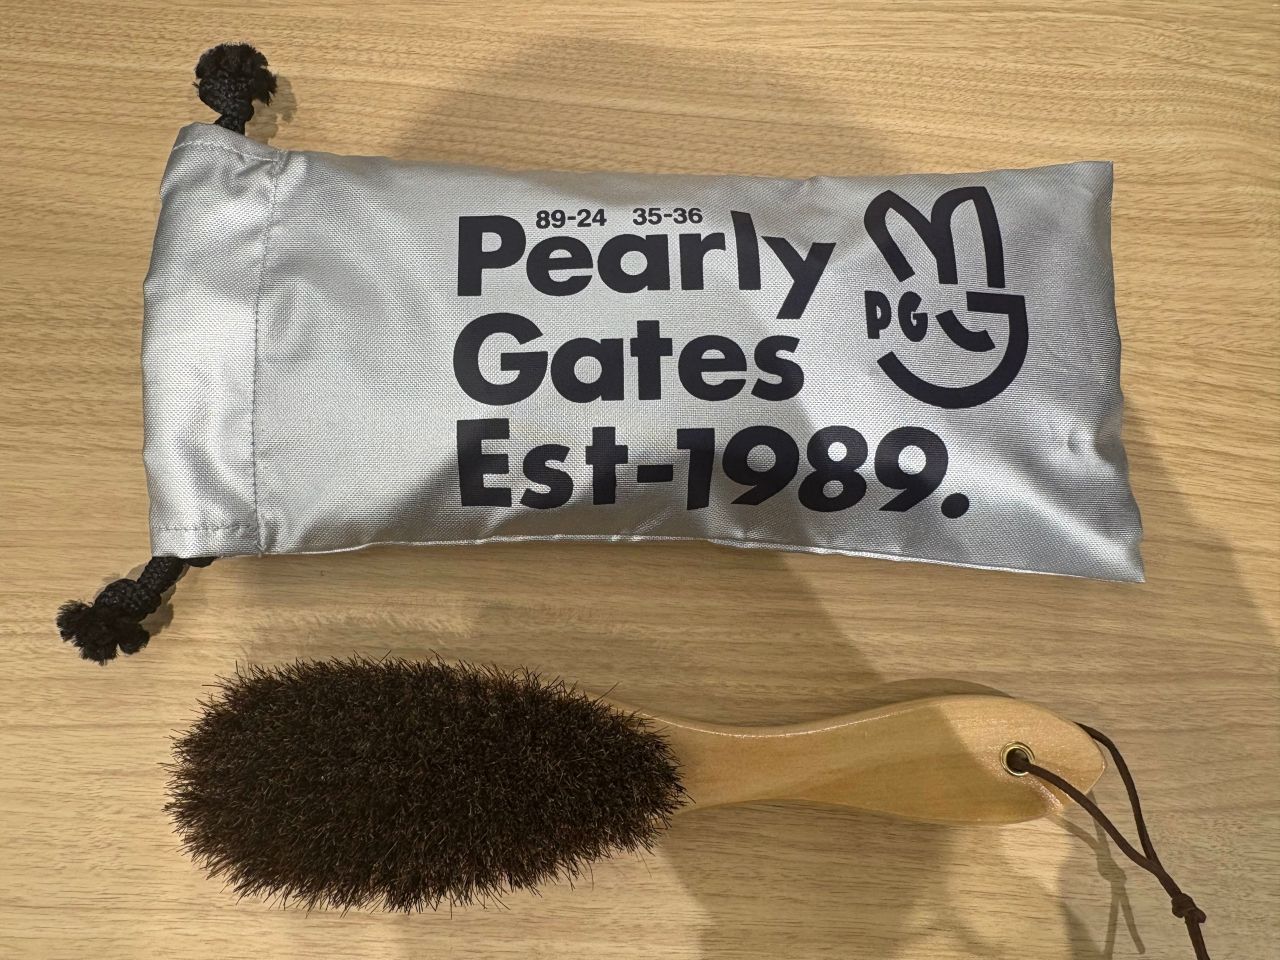 89-24 35-36
Pearly
Gates
Est-1989.
PG